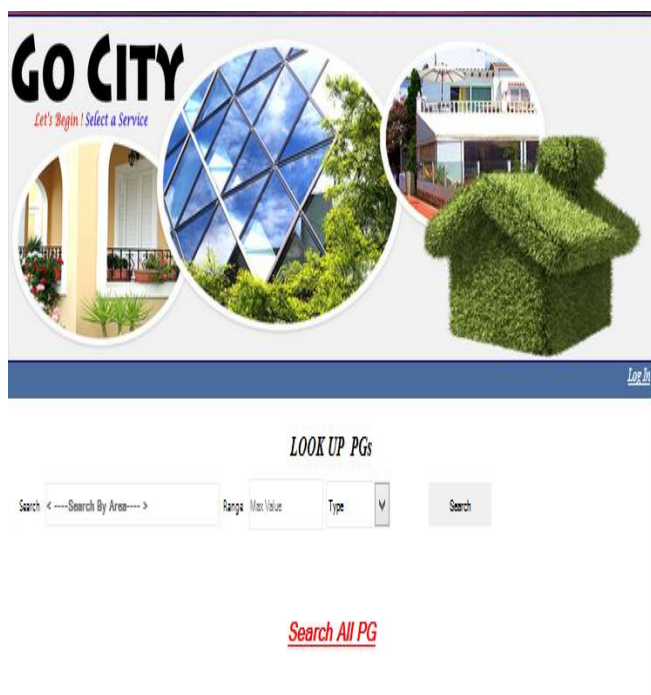 GO CITY
Let's Begin ! Select a Service
Log In
LOOK UP PGs
Search < ----Search By Area---- > Range Max Value Type Search
Search All PG